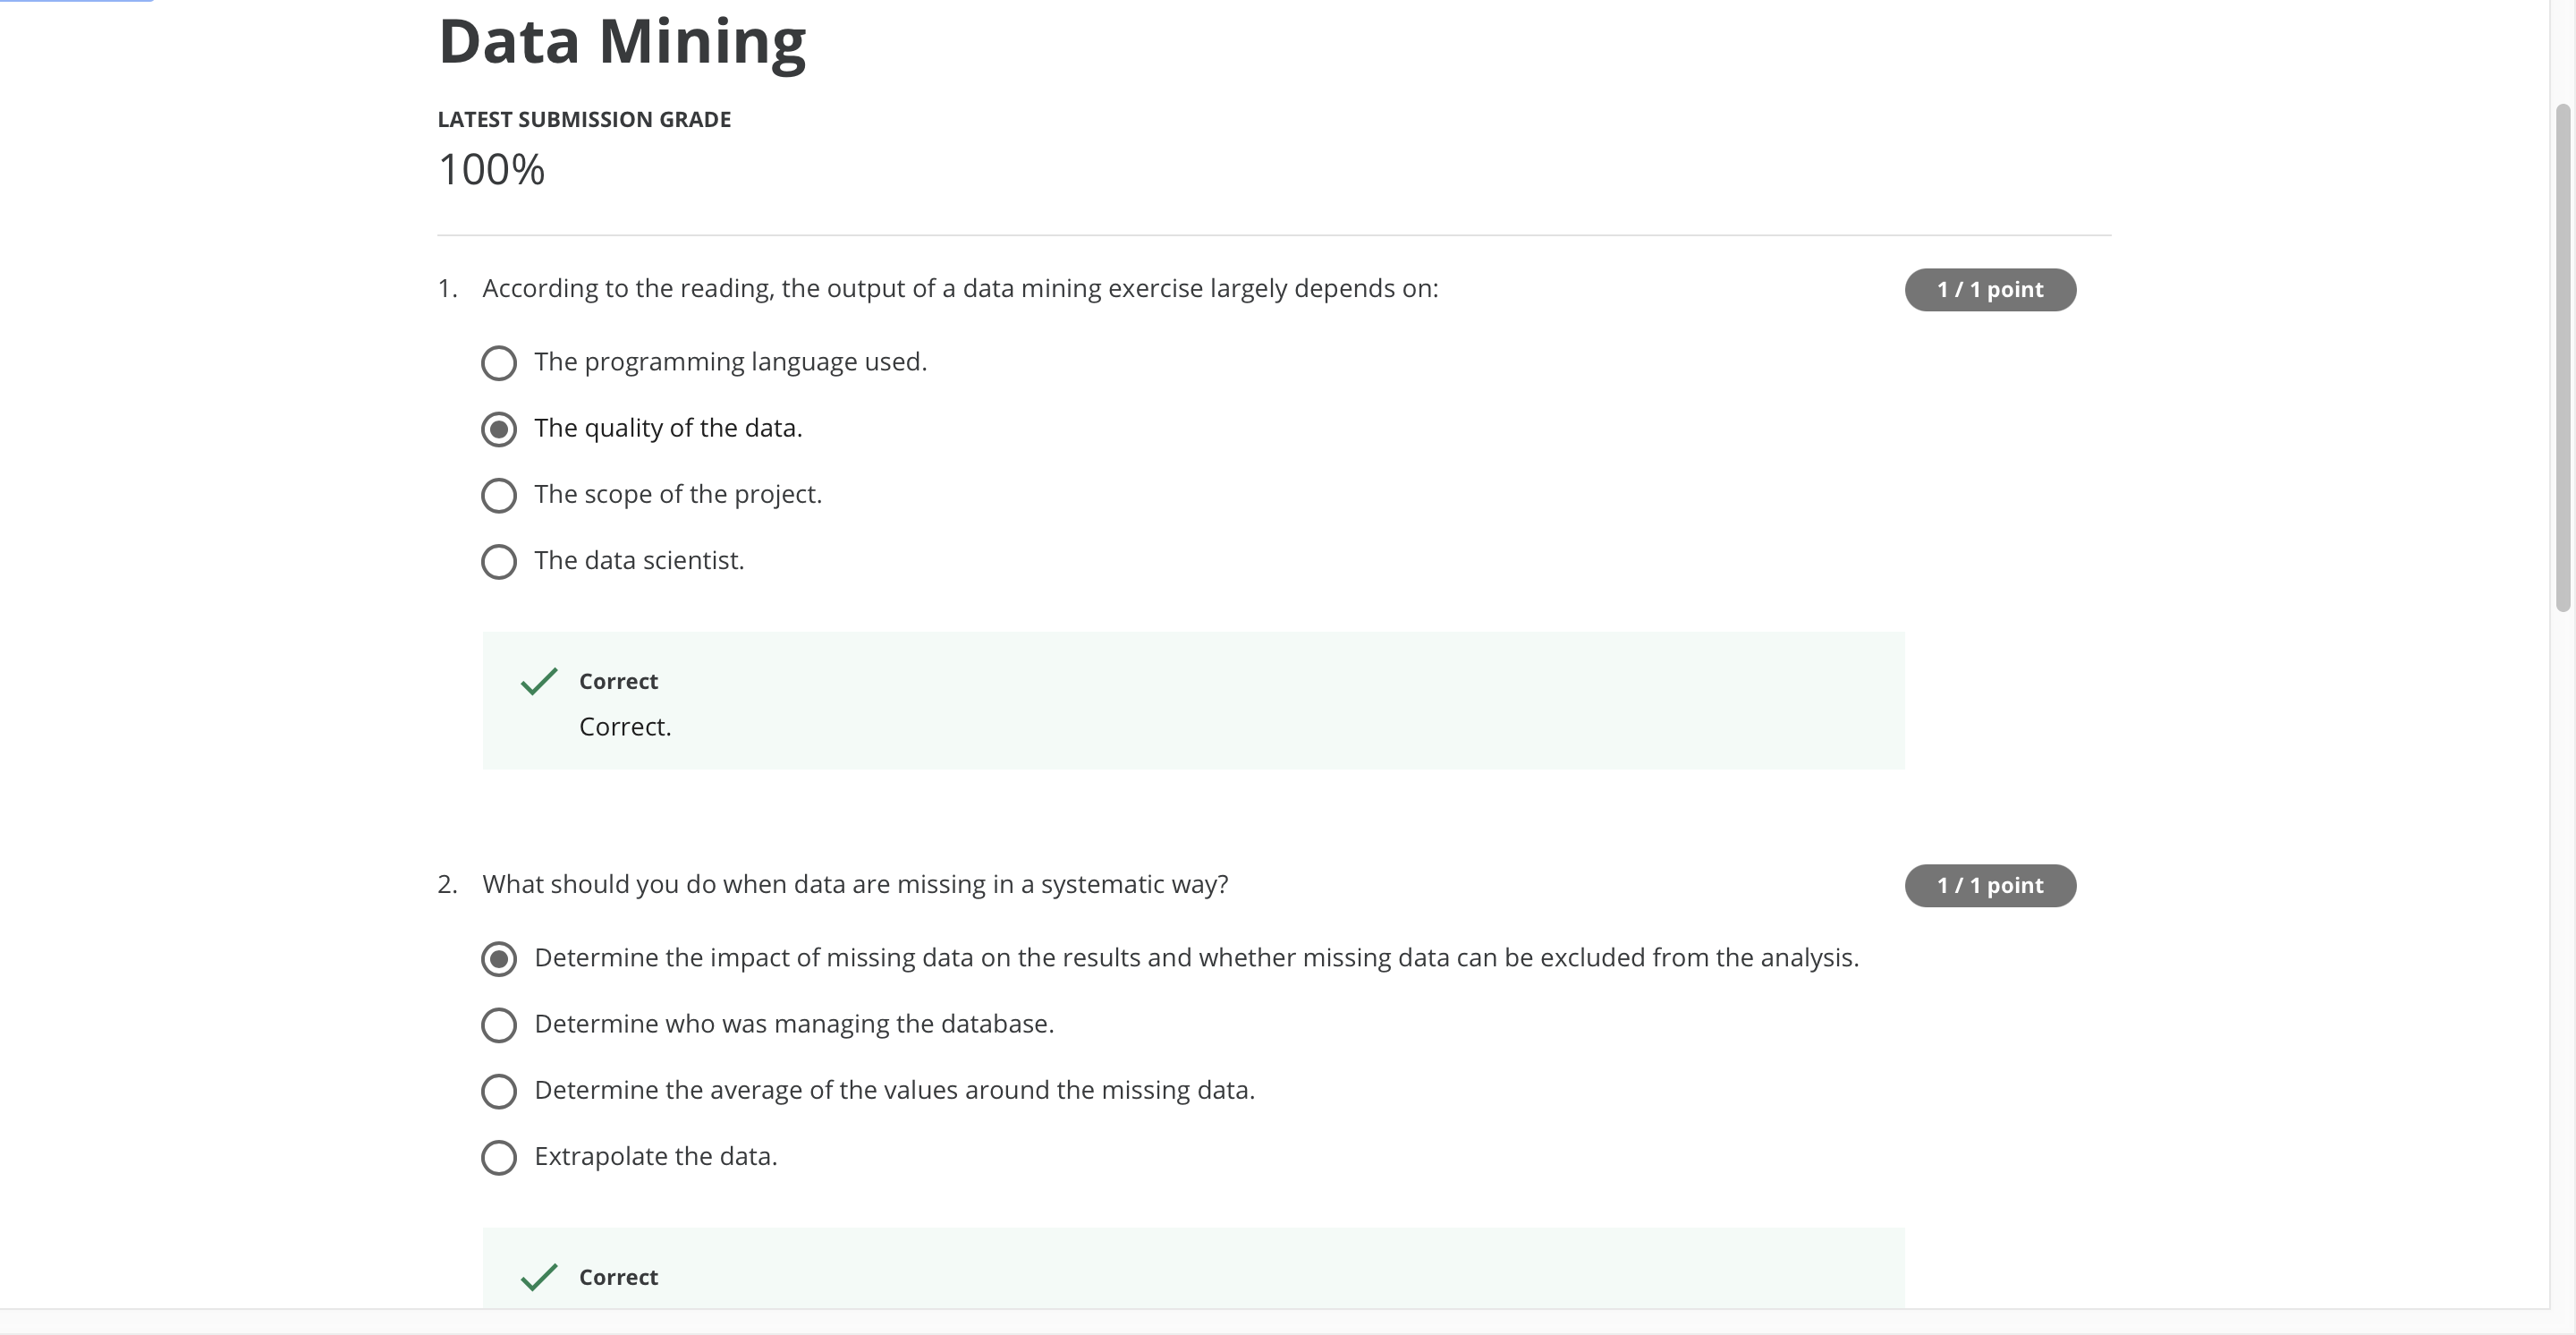 Data Mining
LATEST SUBMISSION GRADE
100%
1. According to the reading, the output of a data mining exercise largely depends on:
1 / 1 point
The programming language used.
The quality of the data.
The scope of the project.
The data scientist.
Correct
Correct.
2. What should you do when data are missing in a systematic way?
1 / 1 point
Determine the impact of missing data on the results and whether missing data can be excluded from the analysis.
Determine who was managing the database.
Determine the average of the values around the missing data.
Extrapolate the data.
Correct